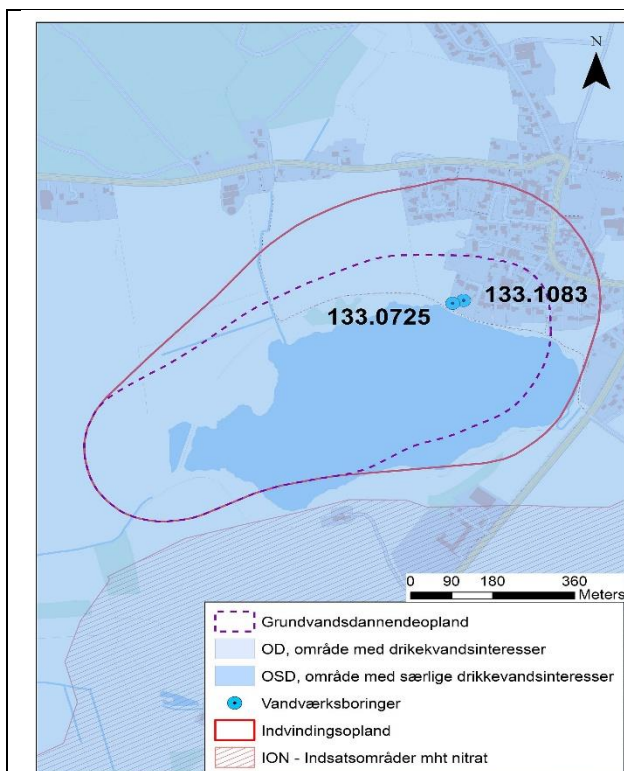 N
133.1083
133.0725
0 90 180 360
Meters
Grundvandsdannendeopland
OD, område med drikekvandsinteresser
OSD, område med særlige drikkevandsinteresser
Vandværksboringer
Indvindingsopland
ION - Indsatsområder mht nitrat